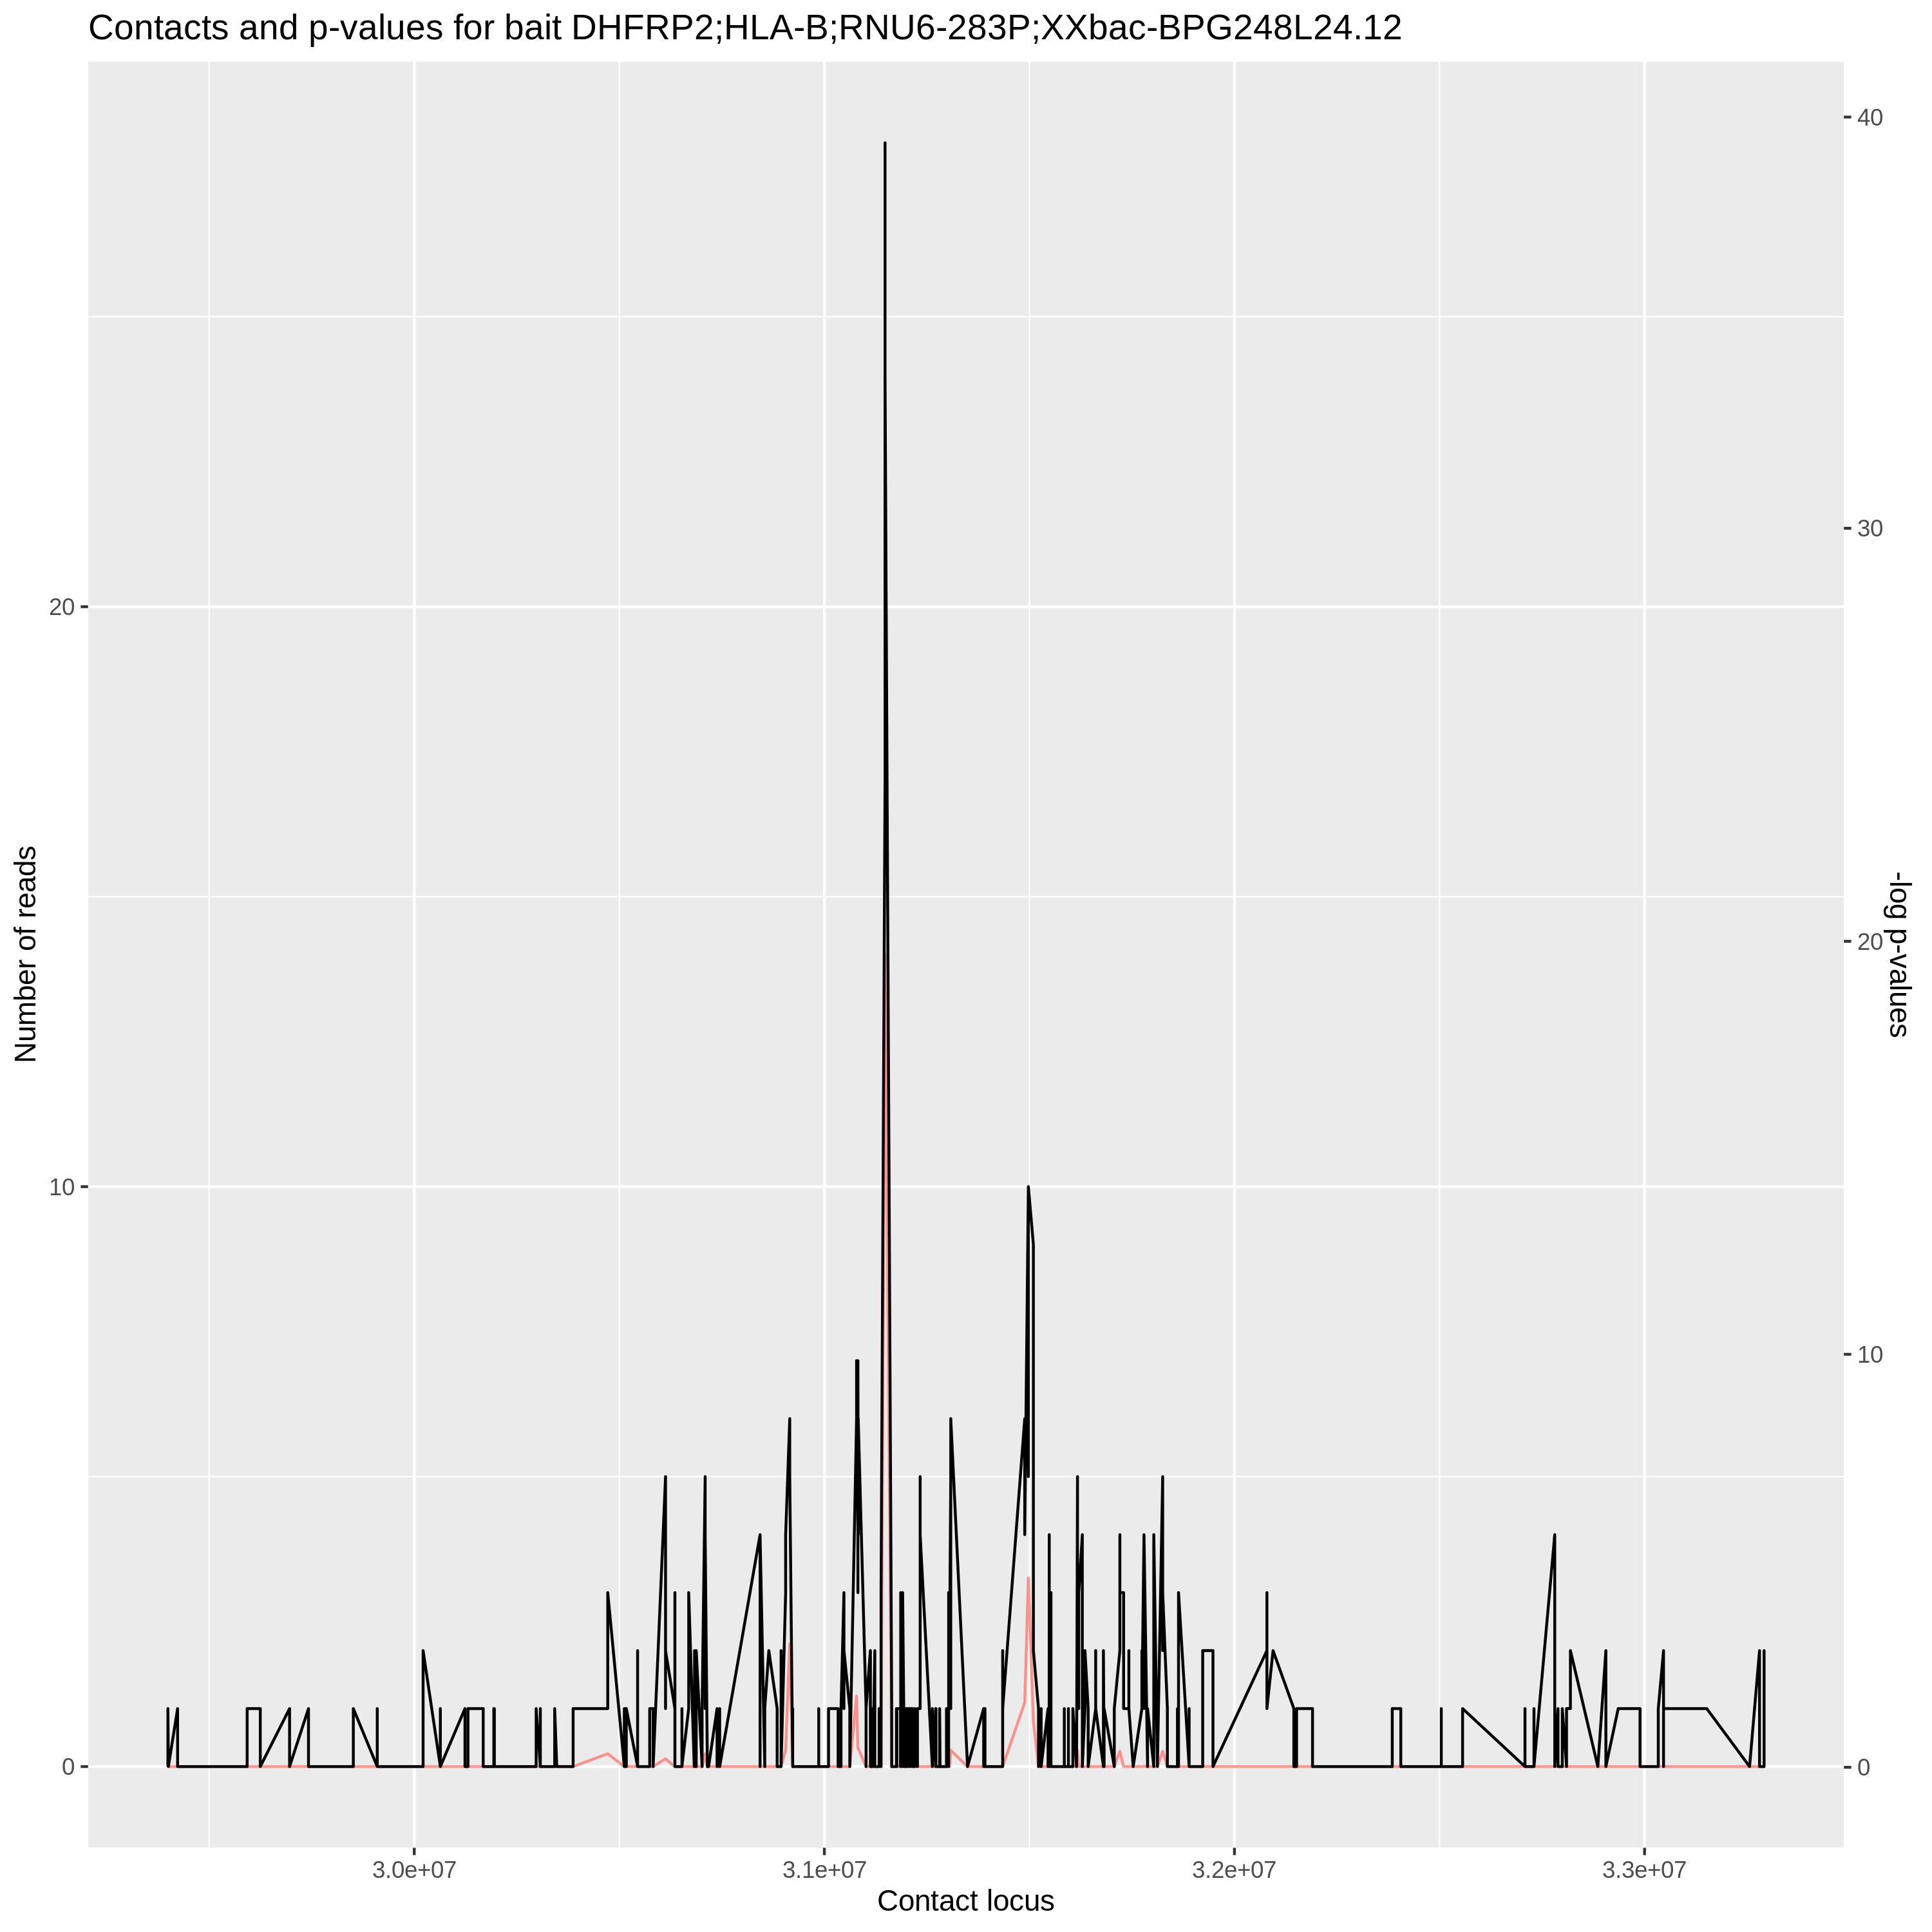 Contacts and p-values for bait DHFRP2;HLA-B;RNU6-283P;XXbac-BPG248L24.12
40
30
20
20
10
10
0
0
Number of reads
-log p-values
3.0e+07
3.1e+07
3.2e+07
3.3e+07
Contact locus